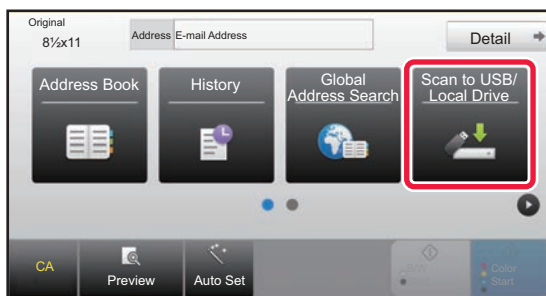 Original
8½x11
Address E-mail Address
Detail
Address Book
History
Global
Address Search
Scan to USB/
Local Drive
CA
Preview
Auto Set
B/W
Start
Color
Start